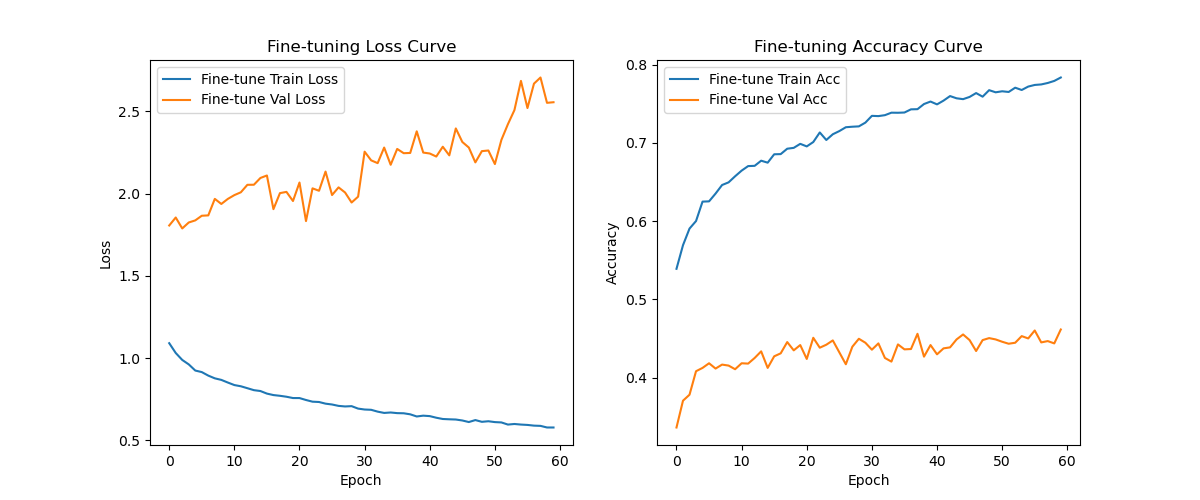 Fine-tuning Loss Curve
Fine-tune Train Loss
Fine-tune Val Loss
2.5
2.0
1.5
1.0
0.5
Loss
0 10 20 30 40 50 60
Epoch
Fine-tuning Accuracy Curve
Fine-tune Train Acc
Fine-tune Val Acc
0.8
0.7
0.6
0.5
0.4
Accuracy
0 10 20 30 40 50 60
Epoch